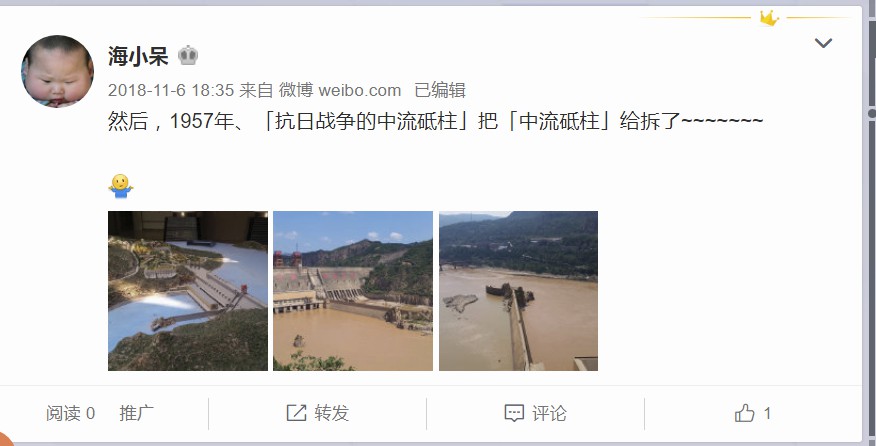 海小呆
2018-11-6 18:35 来自 微博 weibo.com 已编辑
然后，1957年、「抗日战争的中流砥柱」把「中流砥柱」给拆了~~~~~~~
阅读 0 推广 转发 评论 1